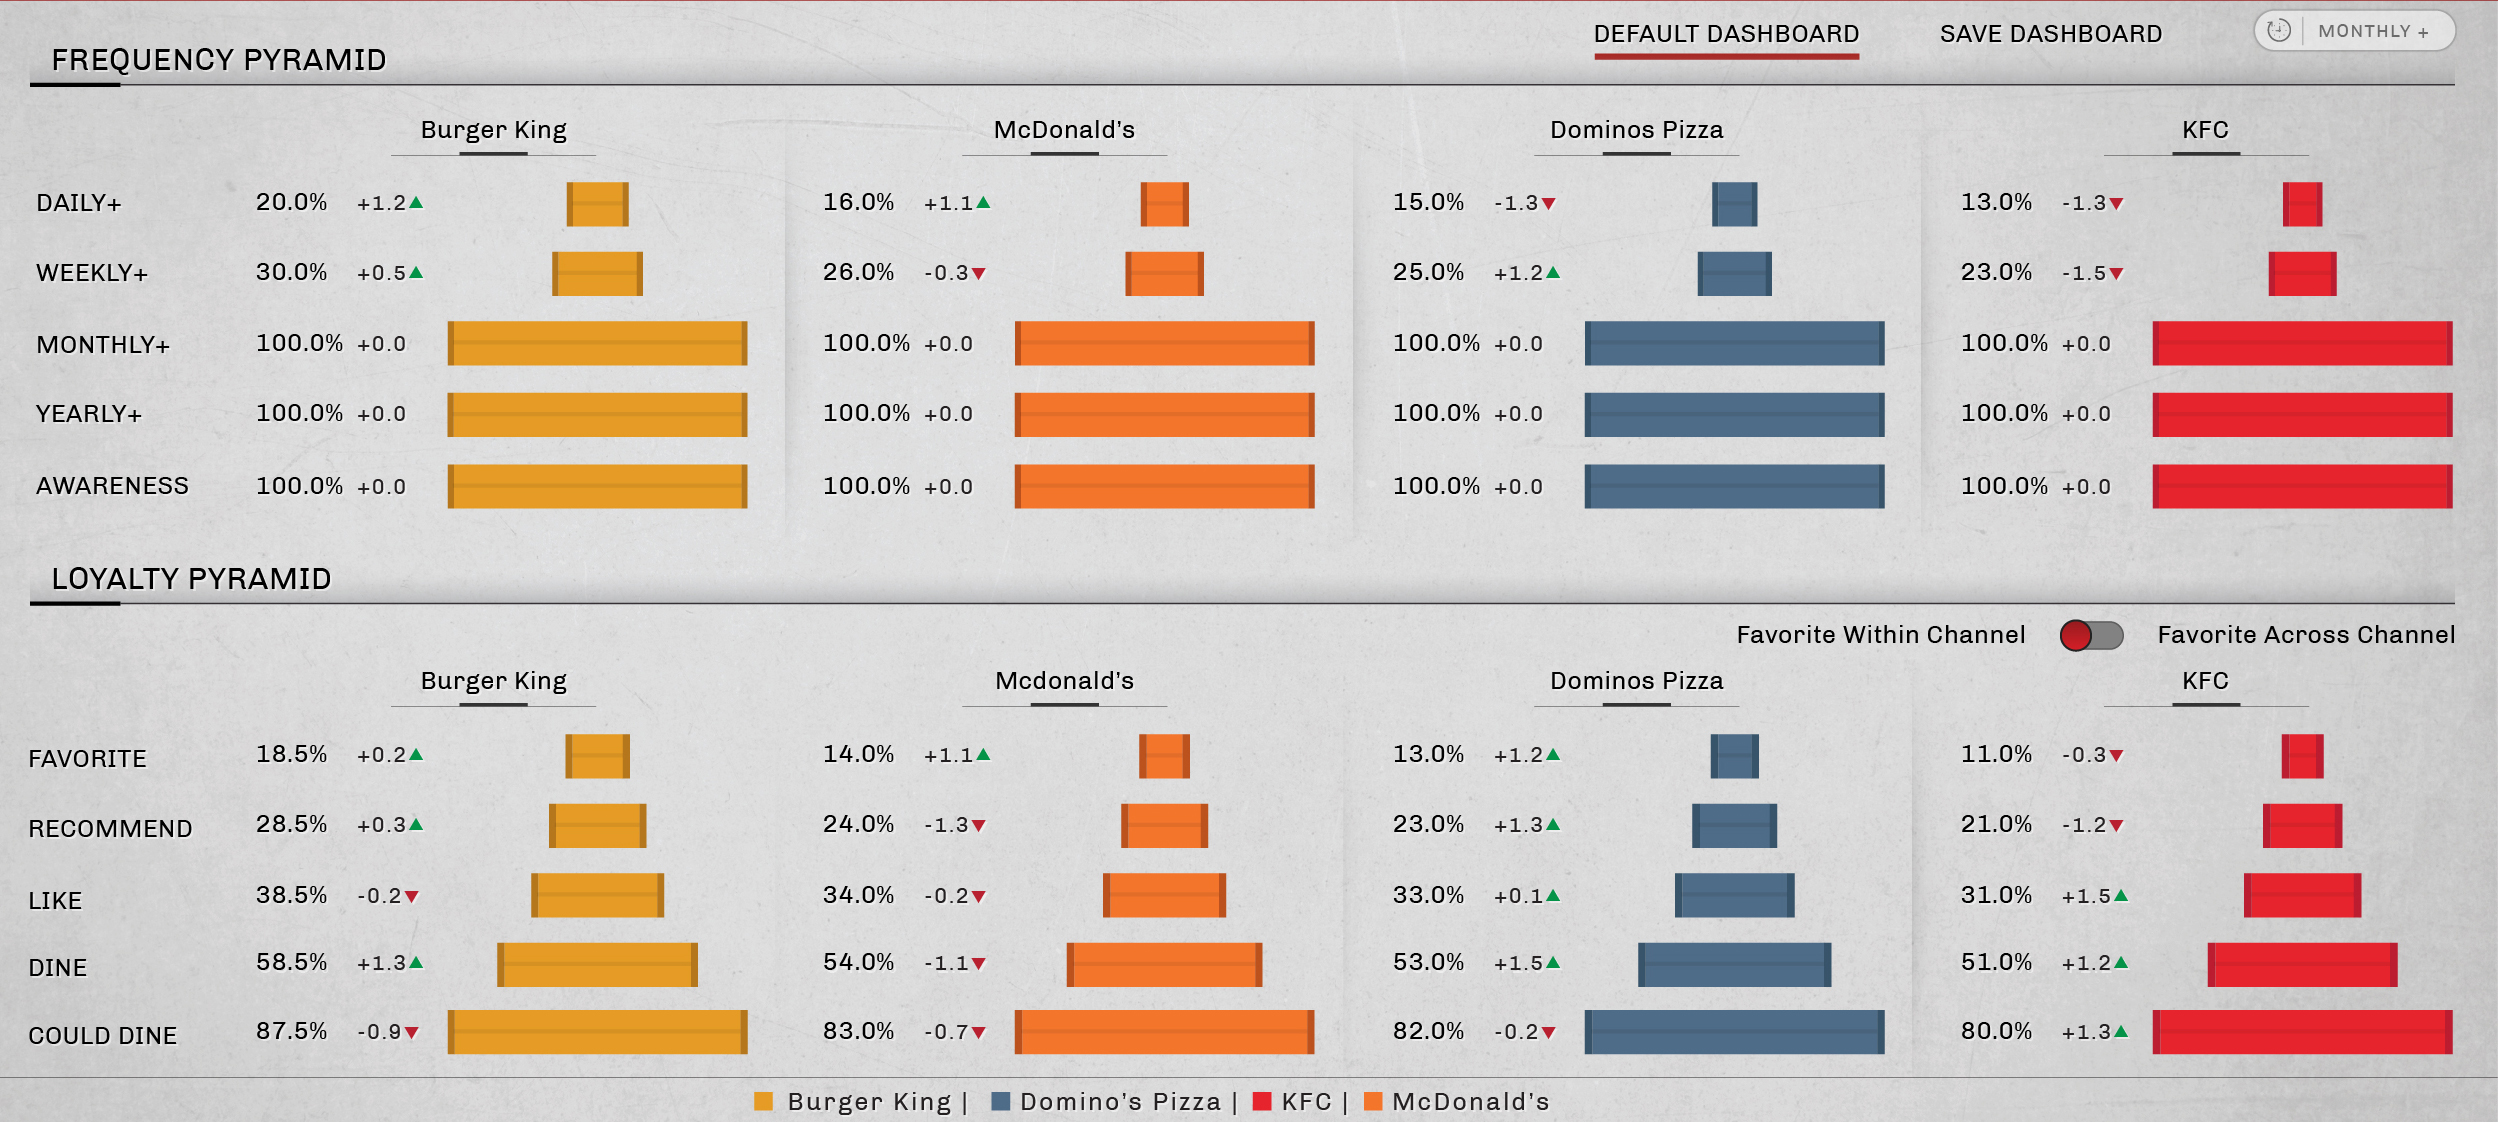 DEFAULT DASHBOARD SAVE DASHBOARD MONTHLY +
FREQUENCY PYRAMID
Burger King McDonald's Dominos Pizza KFC
DAILY+ 20.0% +1.2 16.0% +1.1 15.0% -1.3 13.0% -1.3
WEEKLY+ 30.0% +0.5 26.0% -0.3 25.0% +1.2 23.0% -1.5
MONTHLY+ 100.0% +0.0 100.0% +0.0 100.0% +0.0 100.0% +0.0
YEARLY+ 100.0% +0.0 100.0% +0.0 100.0% +0.0 100.0% +0.0
AWARENESS 100.0% +0.0 100.0% +0.0 100.0% +0.0 100.0% +0.0
LOYALTY PYRAMID
Favorite Within Channel Favorite Across Channel
Burger King Mcdonald's Dominos Pizza KFC
FAVORITE 18.5% +0.2 14.0% +1.1 13.0% +1.2 11.0% -0.3
RECOMMEND 28.5% +0.3 24.0% -1.3 23.0% +1.3 21.0% -1.2
LIKE 38.5% -0.2 34.0% -0.2 33.0% +0.1 31.0% +1.5
DINE 58.5% +1.3 54.0% -1.1 53.0% +1.5 51.0% +1.2
COULD DINE 87.5% -0.9 83.0% -0.7 82.0% -0.2 80.0% +1.3
Burger King | Domino's Pizza | KFC | McDonald's